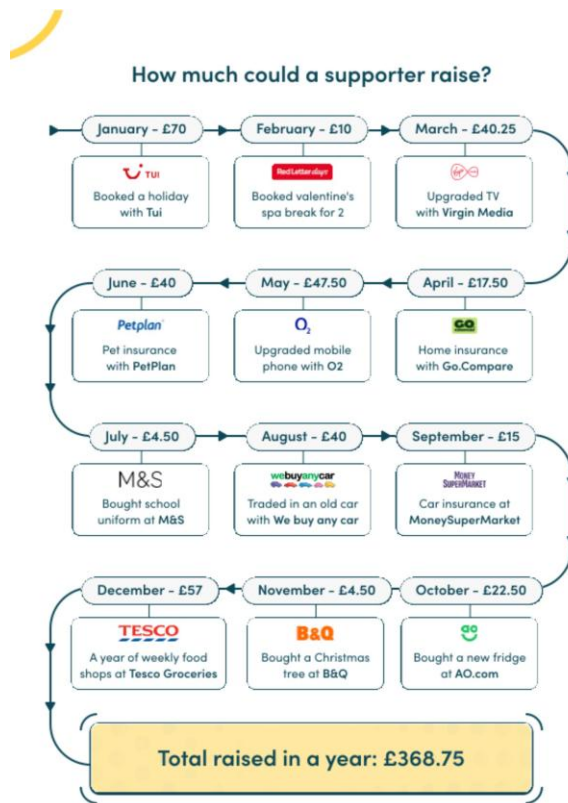 How much could a supporter raise?
January - £70
TUI
Booked a holiday
with Tui
February - £10
Red Letter days
Booked valentine's
spa break for 2
March - £40.25
Virgin
Upgraded TV
with Virgin Media
April - £17.50
GO
Home insurance
with Go.Compare
May - £47.50
O2
Upgraded mobile
phone with O2
June - £40
Petplan
Pet insurance
with PetPlan
July - £4.50
M&S
Bought school
uniform at M&S
August - £40
webuyanycar
Traded in an old car
with We buy any car
September - £15
MONEY
SUPERMARKET
Car insurance at
MoneySuperMarket
October - £22.50
ao
Bought a new fridge
at AO.com
November - £4.50
B&Q
Bought a Christmas
tree at B&Q
December - £57
TESCO
A year of weekly food
shops at Tesco Groceries
Total raised in a year: £368.75